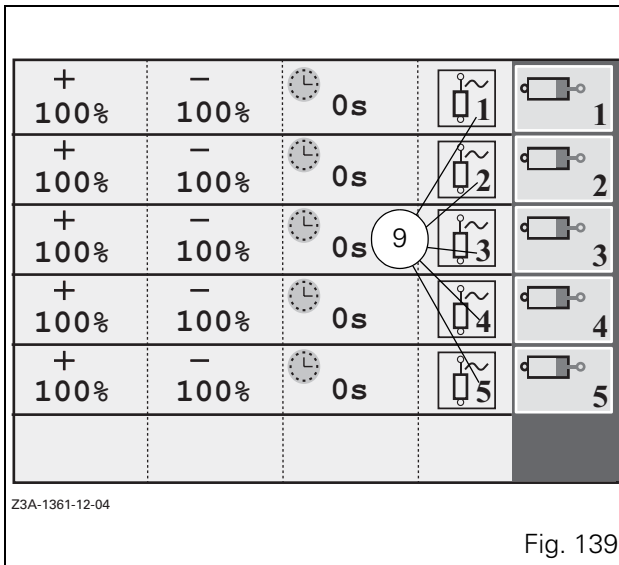 + −
100% 100% 0s 1 1
+ −
100% 100% 0s 2 2
+ −
100% 100% 0s 3 3
9
+ −
100% 100% 0s 4 4
+ −
100% 100% 0s 5 5
Z3A-1361-12-04
Fig. 139